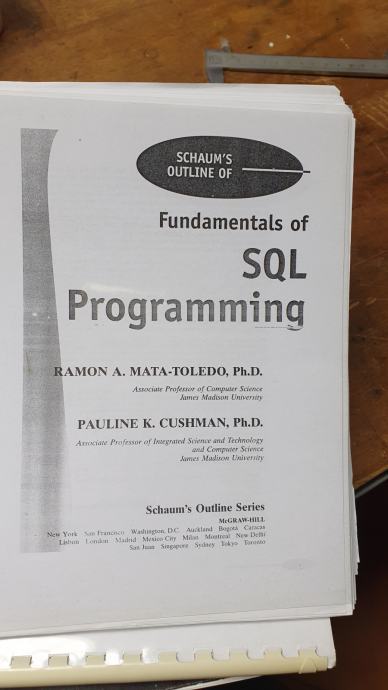 SCHAUM'S
OUTLINE OF
Fundamentals of
SQL
Programming
RAMON A. MATA-TOLEDO, Ph.D.
Associate Professor of Computer Science
James Madison University
PAULINE K. CUSHMAN, Ph.D.
Associate Professor of Integrated Science and Technology
and Computer Science
James Madison University
Schaum's Outline Series
McGRAW-HILL
New York San Francisco Washington, D.C. Auckland Bogotá Caracas
Lisbon London Madrid Mexico City Milan Montreal New Delhi
San Juan Singapore Sydney Tokyo Toronto